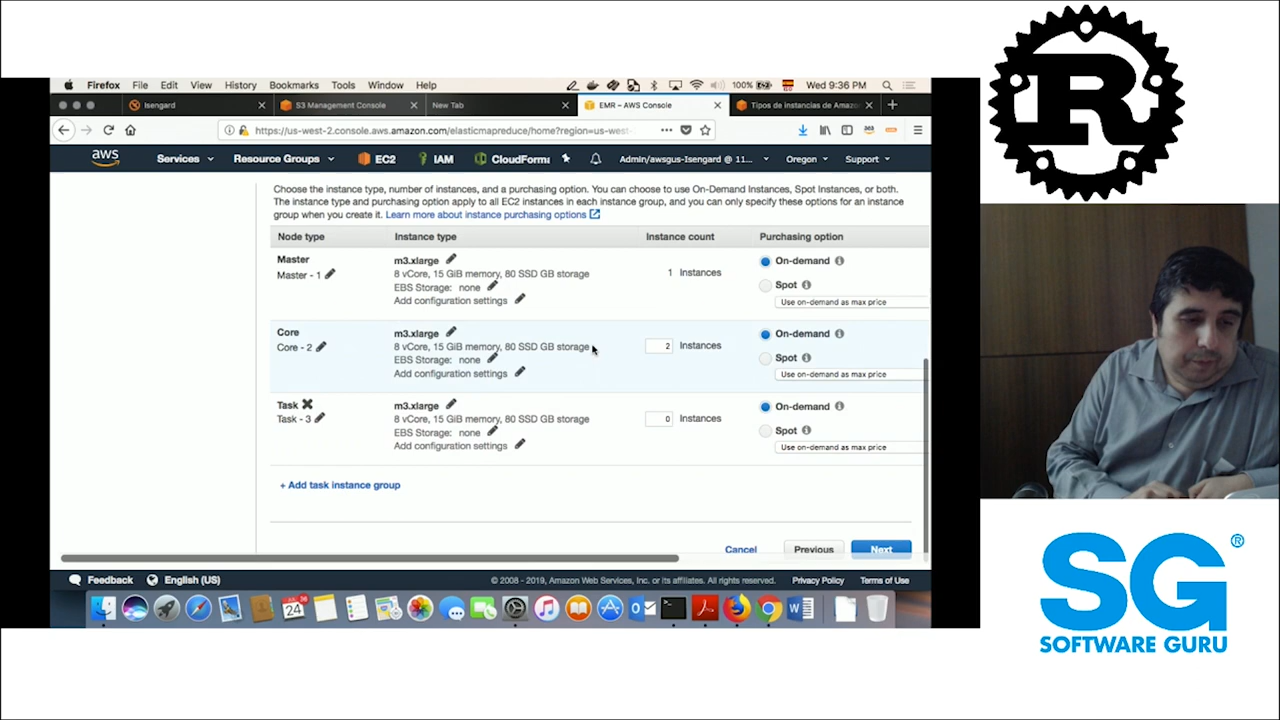 Firefox File Edit View History Bookmarks Tools Window Help 100% Wed 9:36 PM
Isengard S3 Management Console New Tab EMR – AWS Console Tipos de instancias de Amazo
https://us-west-2.console.aws.amazon.com/elasticmapreduce/home?region=us-west-
aws Services Resource Groups EC2 IAM CloudForma Admin/awsgus-Isengard @ 11... Oregon Support
Choose the instance type, number of instances, and a purchasing option. You can choose to use On-Demand Instances, Spot Instances, or both.
The instance type and purchasing option apply to all EC2 instances in each instance group, and you can only specify these options for an instance
group when you create it. Learn more about instance purchasing options
Node type Instance type Instance count Purchasing option
Master m3.xlarge On-demand
Master - 1 8 vCore, 15 GiB memory, 80 SSD GB storage 1 Instances
EBS Storage: none Spot
Add configuration settings Use on-demand as max price
Core m3.xlarge On-demand
Core - 2 8 vCore, 15 GiB memory, 80 SSD GB storage 2 Instances
EBS Storage: none Spot
Add configuration settings Use on-demand as max price
Task m3.xlarge On-demand
Task - 3 8 vCore, 15 GiB memory, 80 SSD GB storage 0 Instances
EBS Storage: none Spot
Add configuration settings Use on-demand as max price
+ Add task instance group
Cancel Previous Next
Feedback English (US) © 2008 - 2019, Amazon Web Services, Inc. or its affiliates. All rights reserved. Privacy Policy Terms of Use
24
R
SG®
SOFTWARE GURU